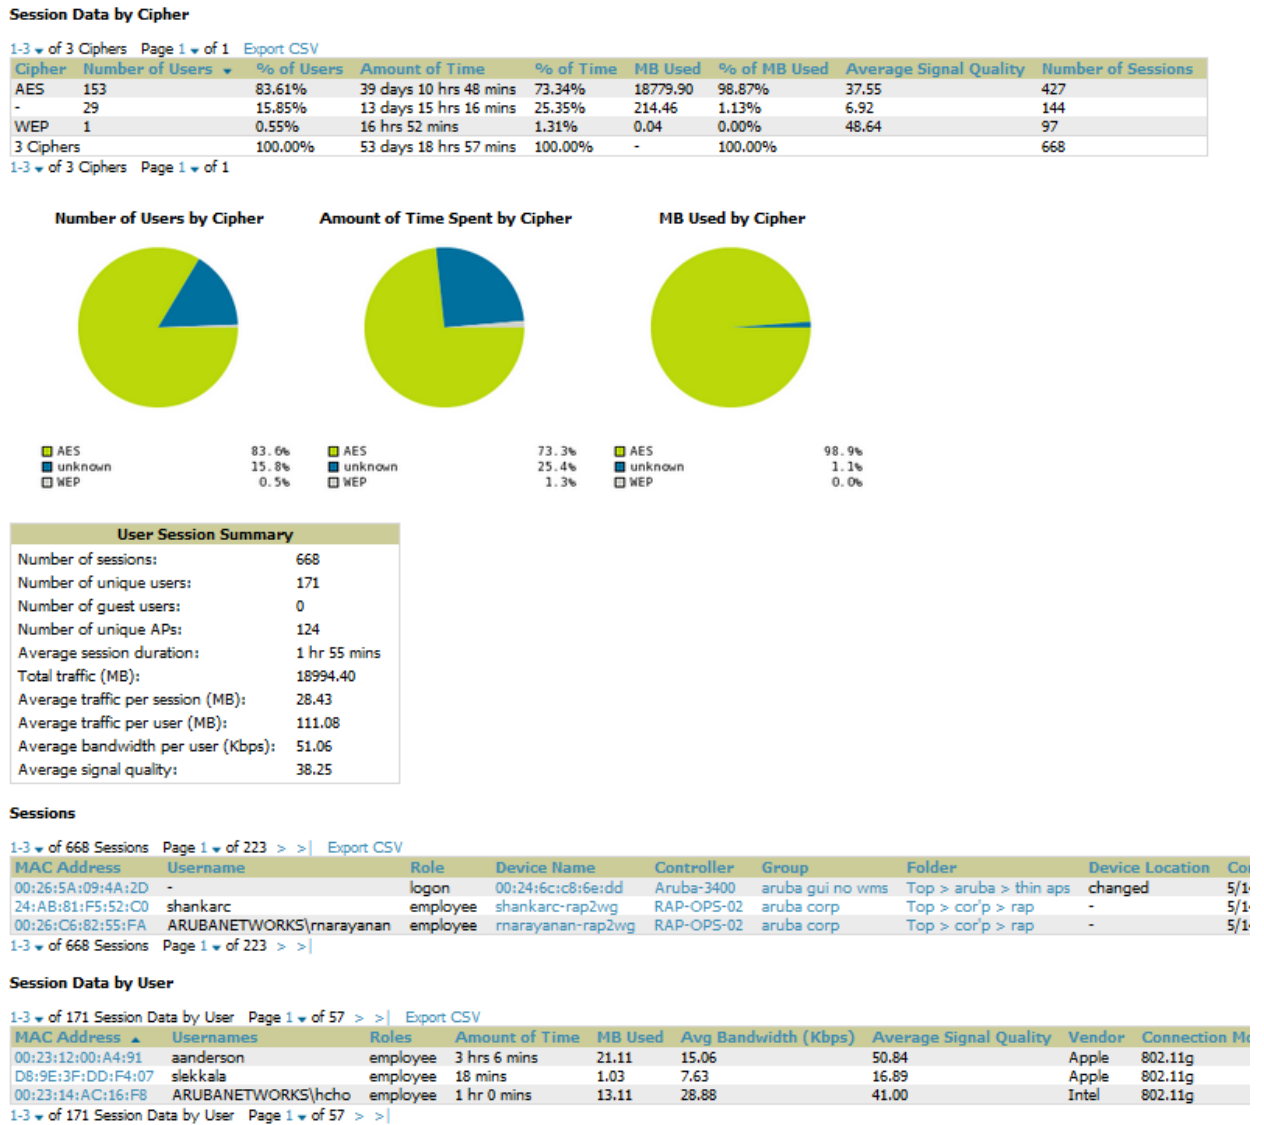 Session Data by Cipher
1-3 of 3 Ciphers Page 1 of 1 Export CSV
Cipher Number of Users % of Users Amount of Time % of Time MB Used % of MB Used Average Signal Quality Number of Sessions
AES 153 83.61% 39 days 10 hrs 48 mins 73.34% 18779.90 98.87% 37.55 427
- 29 15.85% 13 days 15 hrs 16 mins 25.35% 214.46 1.13% 6.92 144
WEP 1 0.55% 16 hrs 52 mins 1.31% 0.04 0.00% 48.64 97
3 Ciphers 100.00% 53 days 18 hrs 57 mins 100.00% - 100.00% 668
1-3 of 3 Ciphers Page 1 of 1
Number of Users by Cipher Amount of Time Spent by Cipher MB Used by Cipher
AES 83.6% AES 73.3% AES 98.9%
unknown 15.8% unknown 25.4% unknown 1.1%
WEP 0.5% WEP 1.3% WEP 0.0%
User Session Summary
Number of sessions: 668
Number of unique users: 171
Number of guest users: 0
Number of unique APs: 124
Average session duration: 1 hr 55 mins
Total traffic (MB): 18994.40
Average traffic per session (MB): 28.43
Average traffic per user (MB): 111.08
Average bandwidth per user (Kbps): 51.06
Average signal quality: 38.25
Sessions
1-3 of 668 Sessions Page 1 of 223 > >| Export CSV
MAC Address Username Role Device Name Controller Group Folder Device Location Co
00:26:5A:09:4A:2D - logon 00:24:6c:c8:6e:dd Aruba-3400 aruba gui no wms Top > aruba > thin aps changed 5/1
24:AB:81:F5:52:C0 shankarc employee shankarc-rap2wg RAP-OPS-02 aruba corp Top > cor'p > rap - 5/1
00:26:C6:82:55:FA ARUBANETWORKS\rnarayanan employee rnarayanan-rap2wg RAP-OPS-02 aruba corp Top > cor'p > rap - 5/1
1-3 of 668 Sessions Page 1 of 223 > >|
Session Data by User
1-3 of 171 Session Data by User Page 1 of 57 > >| Export CSV
MAC Address Usernames Roles Amount of Time MB Used Avg Bandwidth (Kbps) Average Signal Quality Vendor Connection Mo
00:23:12:00:A4:91 aanderson employee 3 hrs 6 mins 21.11 15.06 50.84 Apple 802.11g
D8:9E:3F:DD:F4:07 slekkala employee 18 mins 1.03 7.63 16.89 Apple 802.11g
00:23:14:AC:16:F8 ARUBANETWORKS\hcho employee 1 hr 0 mins 13.11 28.88 41.00 Intel 802.11g
1-3 of 171 Session Data by User Page 1 of 57 > >|